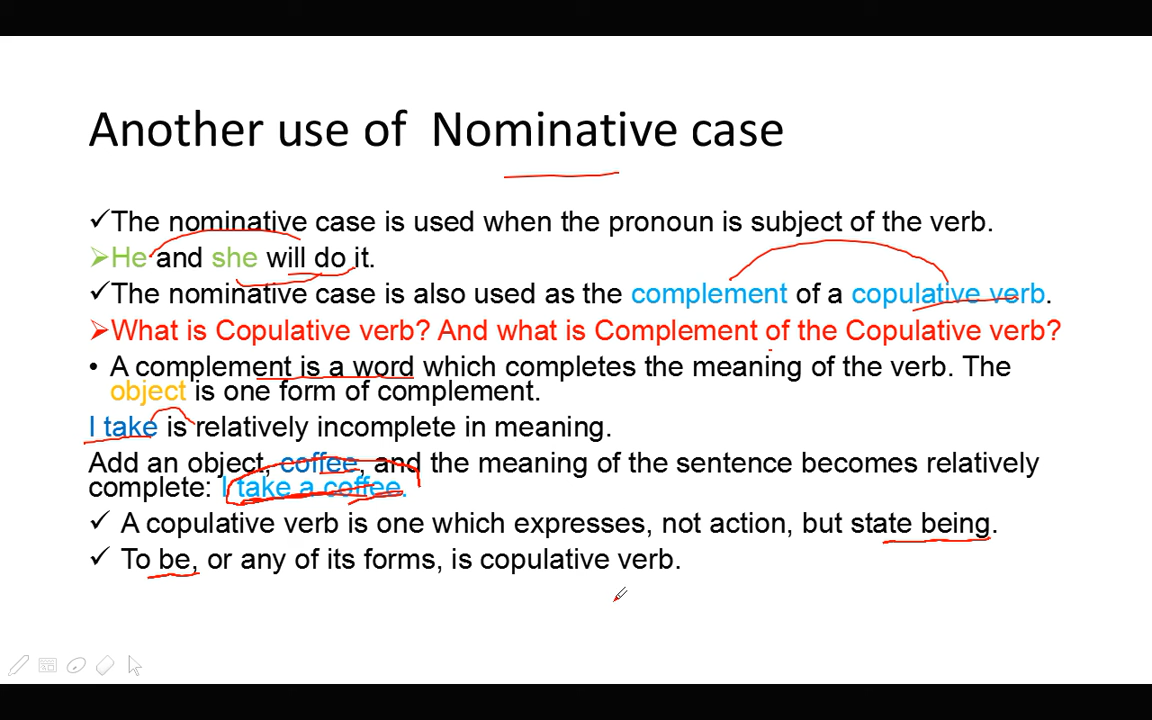 Another use of Nominative case
✓The nominative case is used when the pronoun is subject of the verb.
➢He and she will do it.
✓The nominative case is also used as the complement of a copulative verb.
➢What is Copulative verb? And what is Complement of the Copulative verb?
• A complement is a word which completes the meaning of the verb. The
object is one form of complement.
I take is relatively incomplete in meaning.
Add an object, coffee, and the meaning of the sentence becomes relatively
complete: I take a coffee.
✓ A copulative verb is one which expresses, not action, but state being.
✓ To be, or any of its forms, is copulative verb.